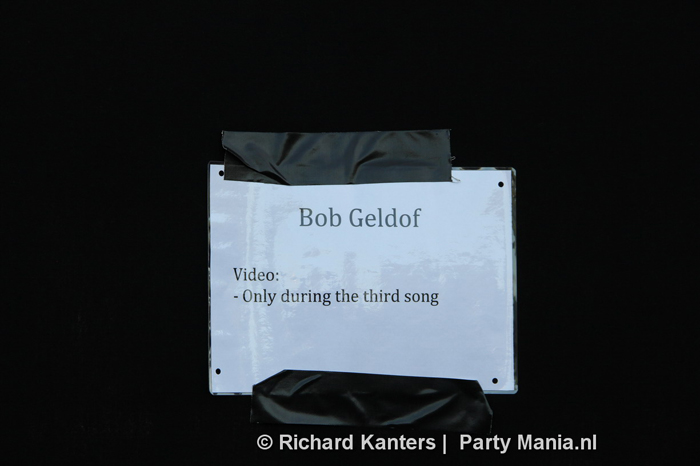 Bob Geldof
Video:
- Only during the third song
© Richard Kanters | Party Mania.nl